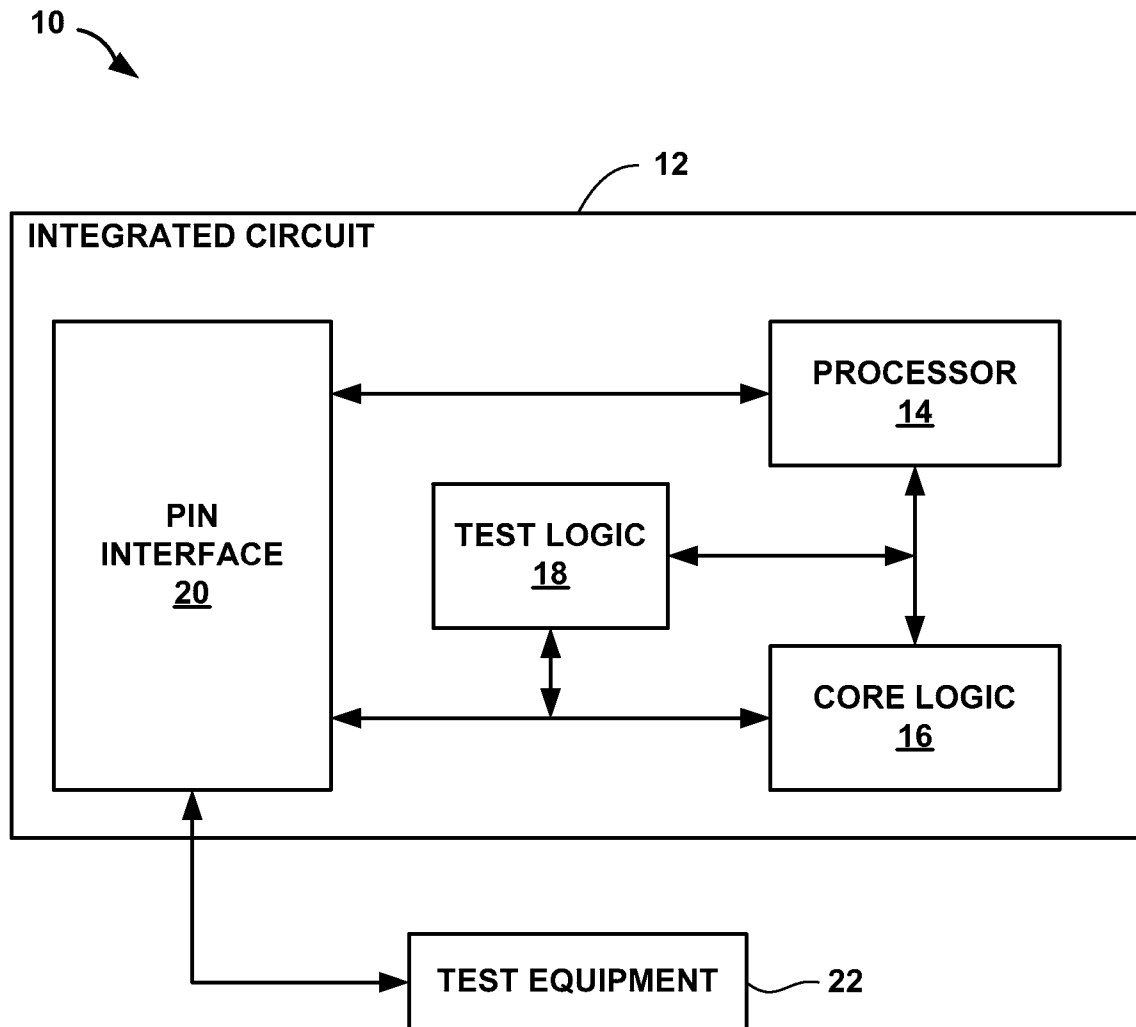 10
12
INTEGRATED CIRCUIT
PROCESSOR
14
PIN
INTERFACE
20
TEST LOGIC
18
CORE LOGIC
16
TEST EQUIPMENT
22